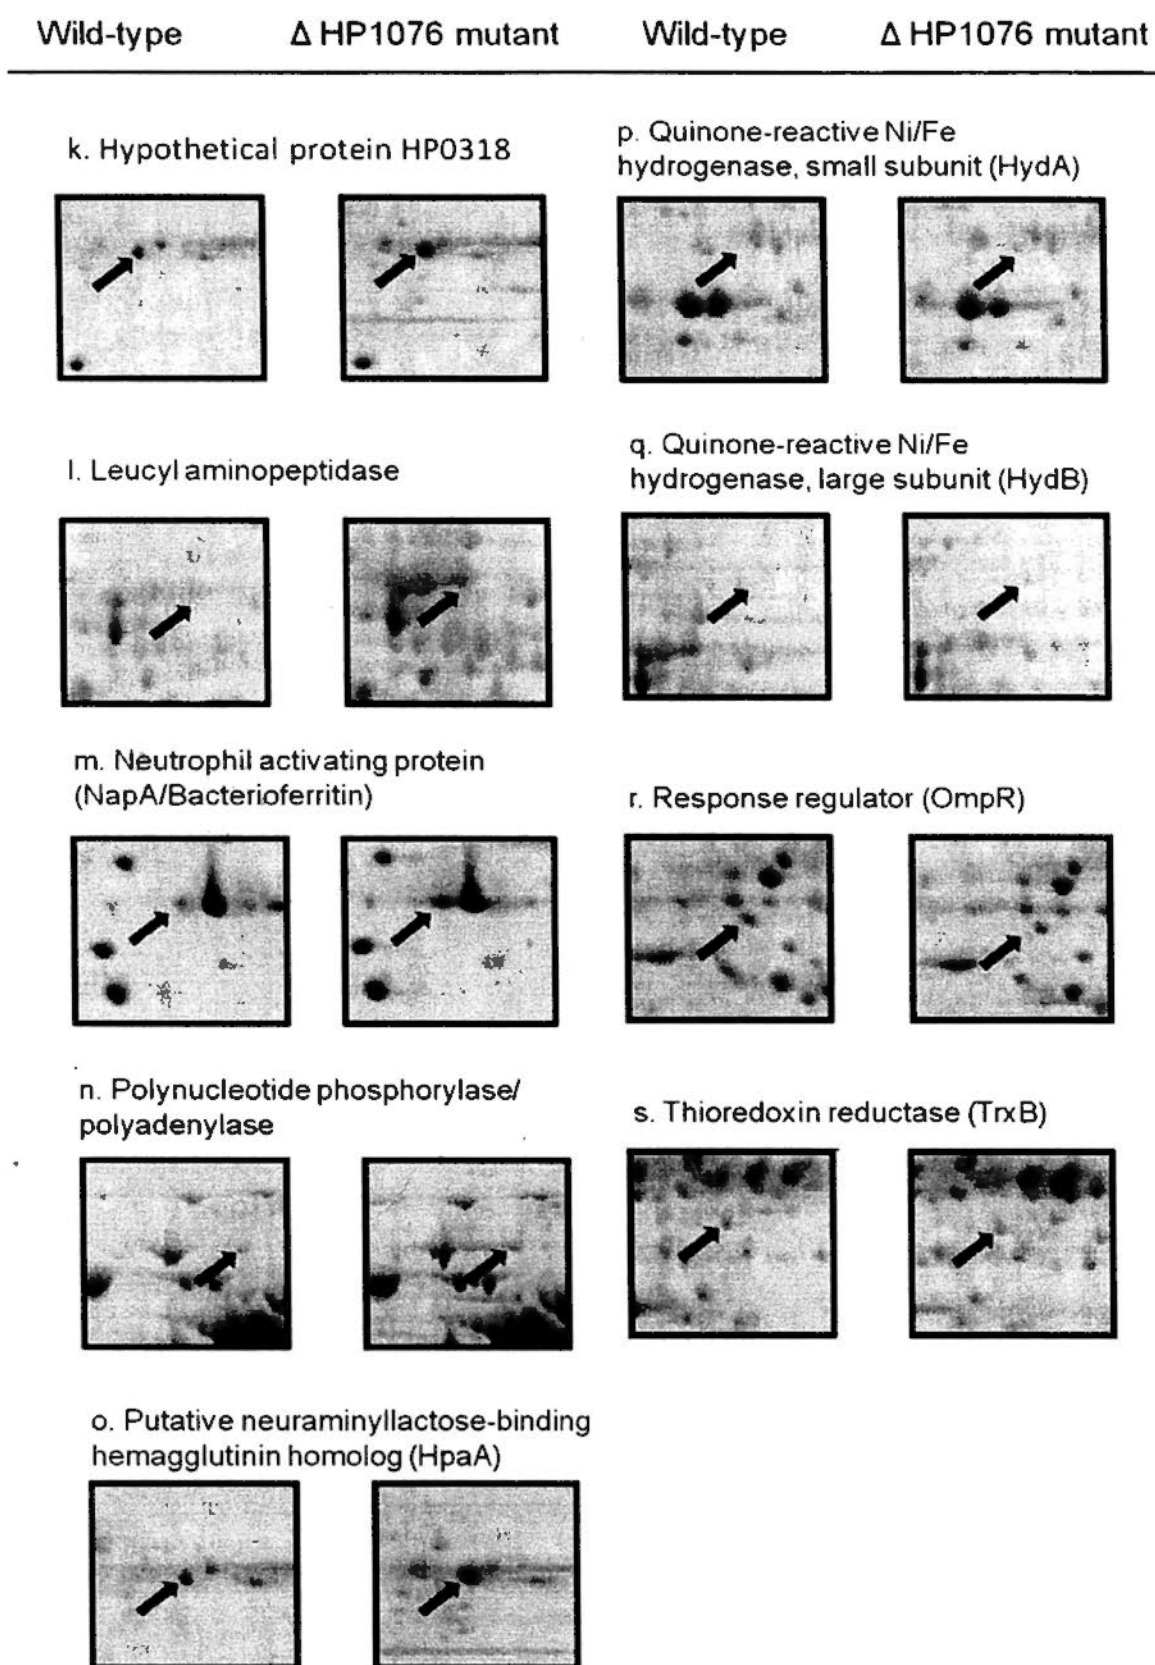 Wild-type Δ HP1076 mutant Wild-type Δ HP1076 mutant
k. Hypothetical protein HP0318
l. Leucyl aminopeptidase
m. Neutrophil activating protein
(NapA/Bacterioferritin)
n. Polynucleotide phosphorylase/
polyadenylase
o. Putative neuraminyllactose-binding
hemagglutinin homolog (HpaA)
p. Quinone-reactive Ni/Fe
hydrogenase, small subunit (HydA)
q. Quinone-reactive Ni/Fe
hydrogenase, large subunit (HydB)
r. Response regulator (OmpR)
s. Thioredoxin reductase (TrxB)